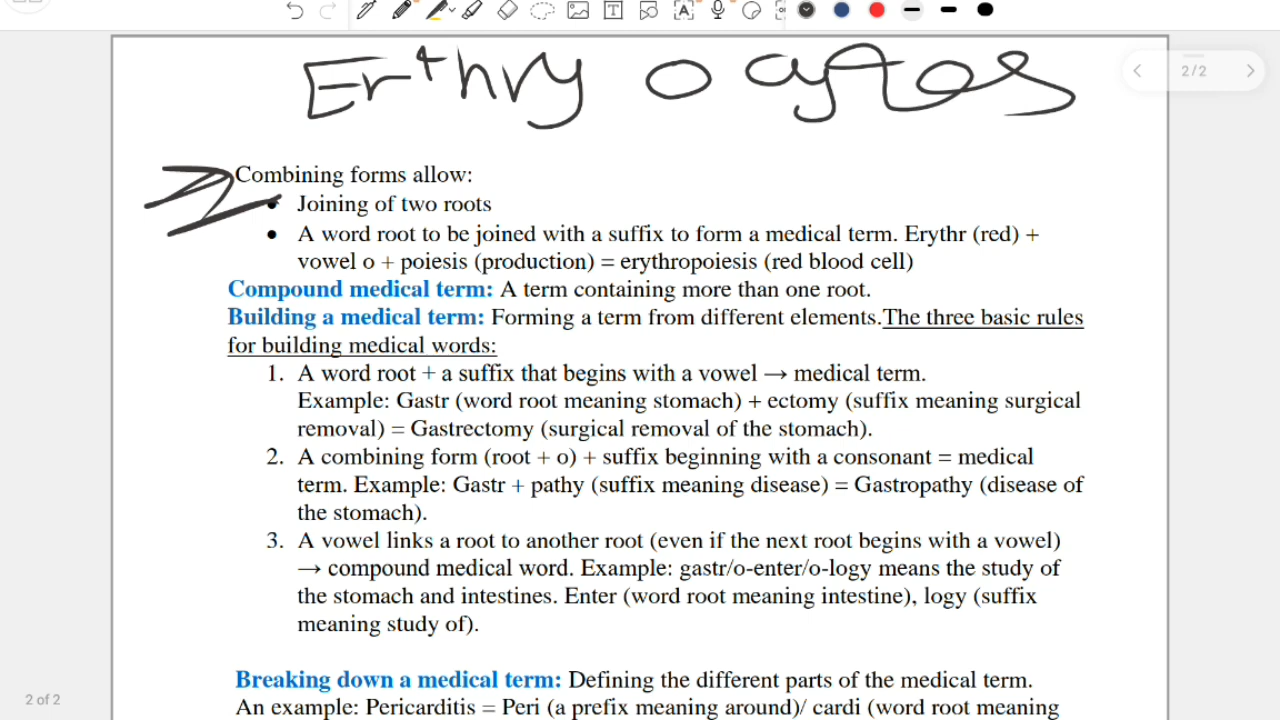 Erthry o cytes
2/2
Combining forms allow:
• Joining of two roots
• A word root to be joined with a suffix to form a medical term. Erythr (red) +
vowel o + poiesis (production) = erythropoiesis (red blood cell)
Compound medical term: A term containing more than one root.
Building a medical term: Forming a term from different elements.The three basic rules
for building medical words:
1. A word root + a suffix that begins with a vowel → medical term.
Example: Gastr (word root meaning stomach) + ectomy (suffix meaning surgical
removal) = Gastrectomy (surgical removal of the stomach).
2. A combining form (root + o) + suffix beginning with a consonant = medical
term. Example: Gastr + pathy (suffix meaning disease) = Gastropathy (disease of
the stomach).
3. A vowel links a root to another root (even if the next root begins with a vowel)
→ compound medical word. Example: gastr/o-enter/o-logy means the study of
the stomach and intestines. Enter (word root meaning intestine), logy (suffix
meaning study of).
Breaking down a medical term: Defining the different parts of the medical term.
2 of 2
An example: Pericarditis = Peri (a prefix meaning around)/ cardi (word root meaning